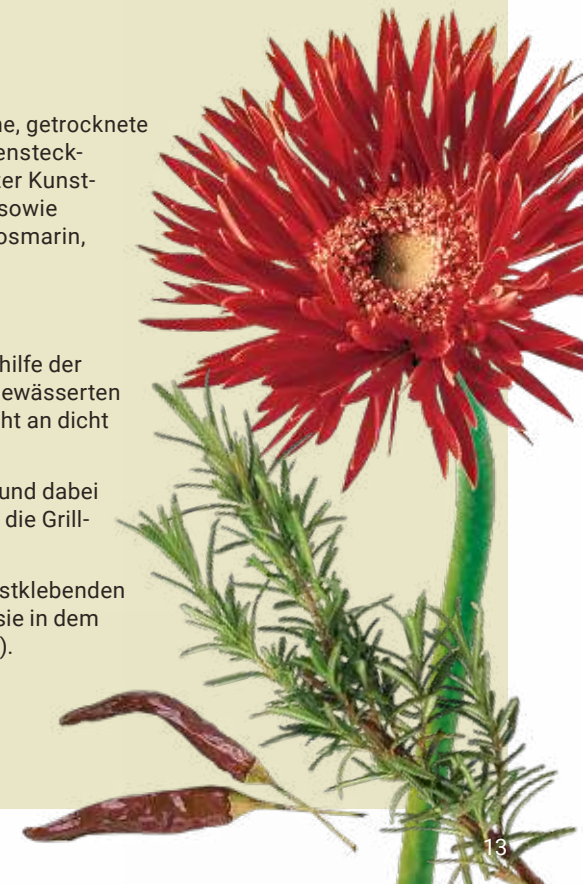 ne, getrocknete
ensteck-
ter Kunst-
sowie
osmarin,
hilfe der
ewässerten
ht an dicht
und dabei
die Grill-
stklebenden
sie in dem
).
13